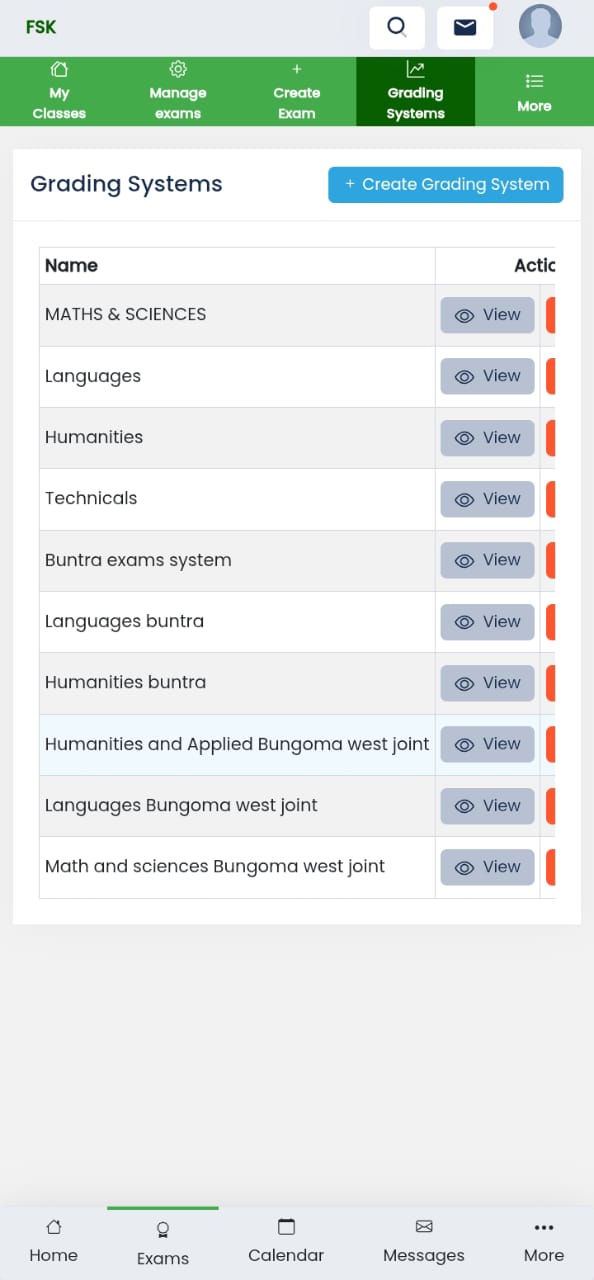 FSK
My
Classes
Manage
exams
+
Create
Exam
Grading
Systems
More
Grading Systems
+ Create Grading System
Name
Actio
MATHS & SCIENCES
View
Languages
View
Humanities
View
Technicals
View
Buntra exams system
View
Languages buntra
View
Humanities buntra
View
Humanities and Applied Bungoma west joint
View
Languages Bungoma west joint
View
Math and sciences Bungoma west joint
View
Home
Exams
Calendar
Messages
More